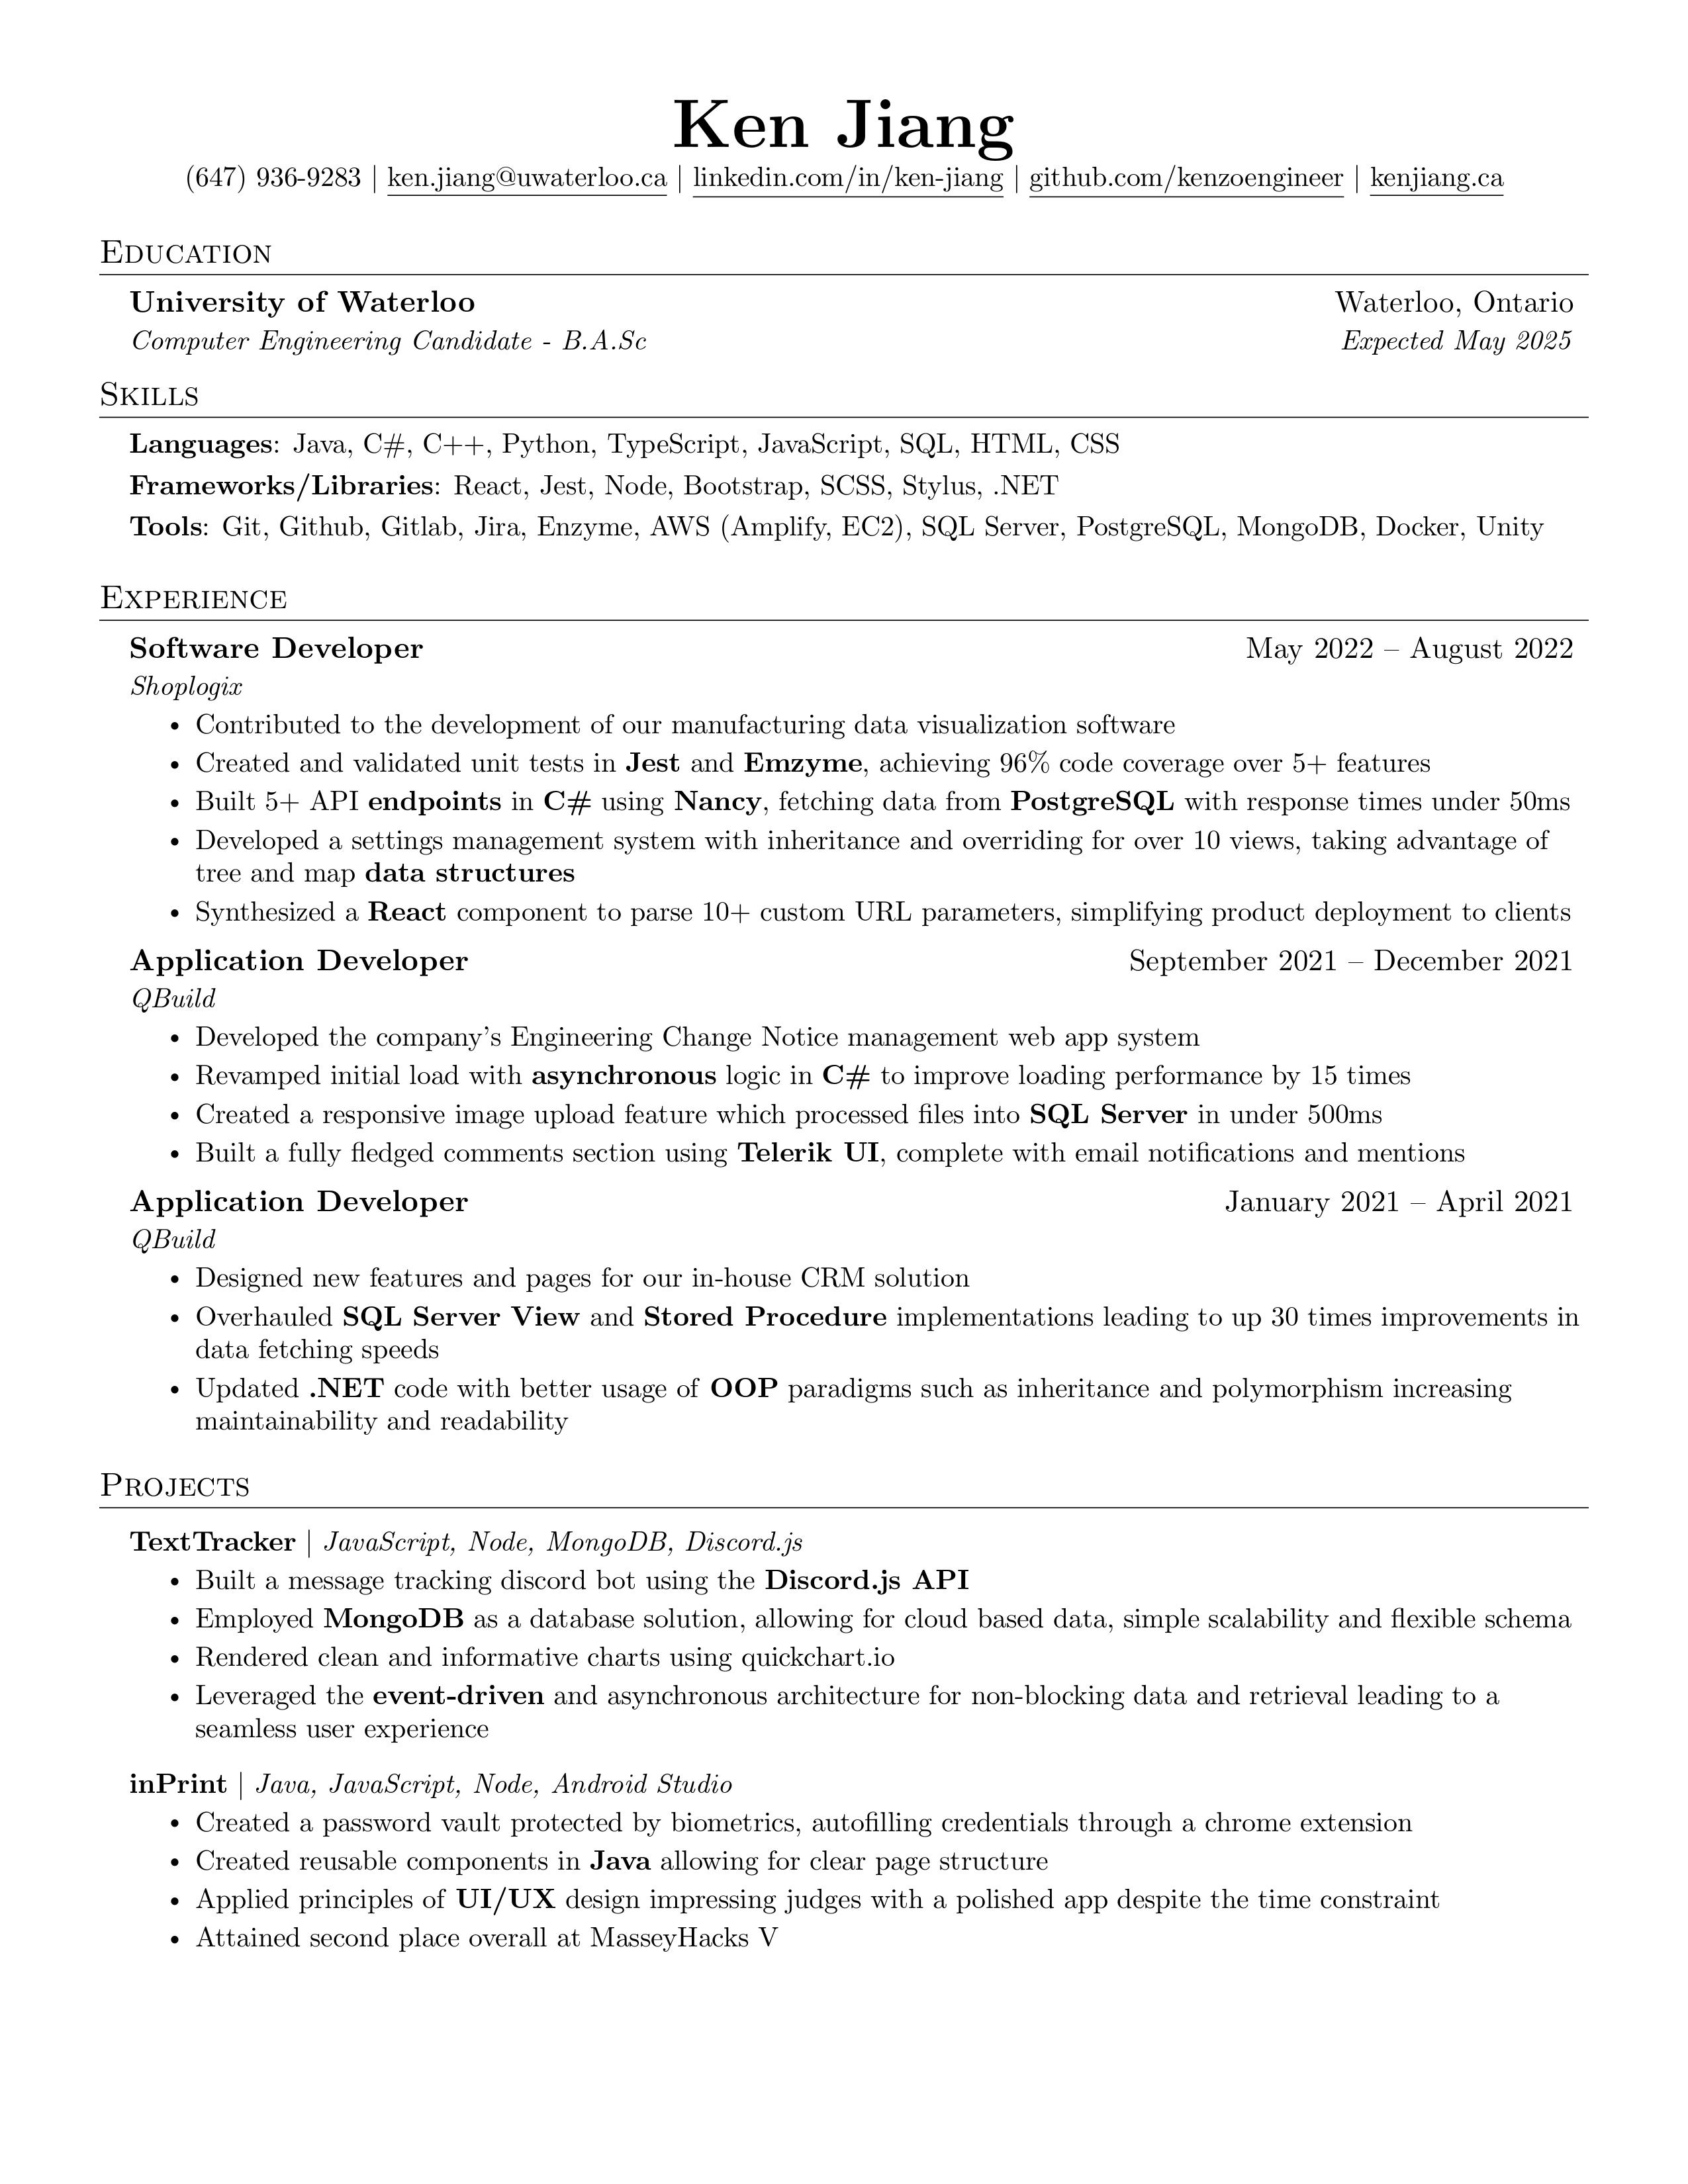 Ken Jiang
(647) 936-9283 | ken.jiang@uwaterloo.ca | linkedin.com/in/ken-jiang | github.com/kenzoengineer | kenjiang.ca
Education
University of Waterloo Waterloo, Ontario
Computer Engineering Candidate - B.A.Sc Expected May 2025
Skills
Languages: Java, C#, C++, Python, TypeScript, JavaScript, SQL, HTML, CSS
Frameworks/Libraries: React, Jest, Node, Bootstrap, SCSS, Stylus, .NET
Tools: Git, Github, Gitlab, Jira, Enzyme, AWS (Amplify, EC2), SQL Server, PostgreSQL, MongoDB, Docker, Unity
Experience
Software Developer May 2022 – August 2022
Shoplogix
• Contributed to the development of our manufacturing data visualization software
• Created and validated unit tests in Jest and Emzyme, achieving 96% code coverage over 5+ features
• Built 5+ API endpoints in C# using Nancy, fetching data from PostgreSQL with response times under 50ms
• Developed a settings management system with inheritance and overriding for over 10 views, taking advantage of
tree and map data structures
• Synthesized a React component to parse 10+ custom URL parameters, simplifying product deployment to clients
Application Developer September 2021 – December 2021
QBuild
• Developed the company's Engineering Change Notice management web app system
• Revamped initial load with asynchronous logic in C# to improve loading performance by 15 times
• Created a responsive image upload feature which processed files into SQL Server in under 500ms
• Built a fully fledged comments section using Telerik UI, complete with email notifications and mentions
Application Developer January 2021 – April 2021
QBuild
• Designed new features and pages for our in-house CRM solution
• Overhauled SQL Server View and Stored Procedure implementations leading to up 30 times improvements in
data fetching speeds
• Updated .NET code with better usage of OOP paradigms such as inheritance and polymorphism increasing
maintainability and readability
Projects
TextTracker | JavaScript, Node, MongoDB, Discord.js
• Built a message tracking discord bot using the Discord.js API
• Employed MongoDB as a database solution, allowing for cloud based data, simple scalability and flexible schema
• Rendered clean and informative charts using quickchart.io
• Leveraged the event-driven and asynchronous architecture for non-blocking data and retrieval leading to a
seamless user experience
inPrint | Java, JavaScript, Node, Android Studio
• Created a password vault protected by biometrics, autofilling credentials through a chrome extension
• Created reusable components in Java allowing for clear page structure
• Applied principles of UI/UX design impressing judges with a polished app despite the time constraint
• Attained second place overall at MasseyHacks V